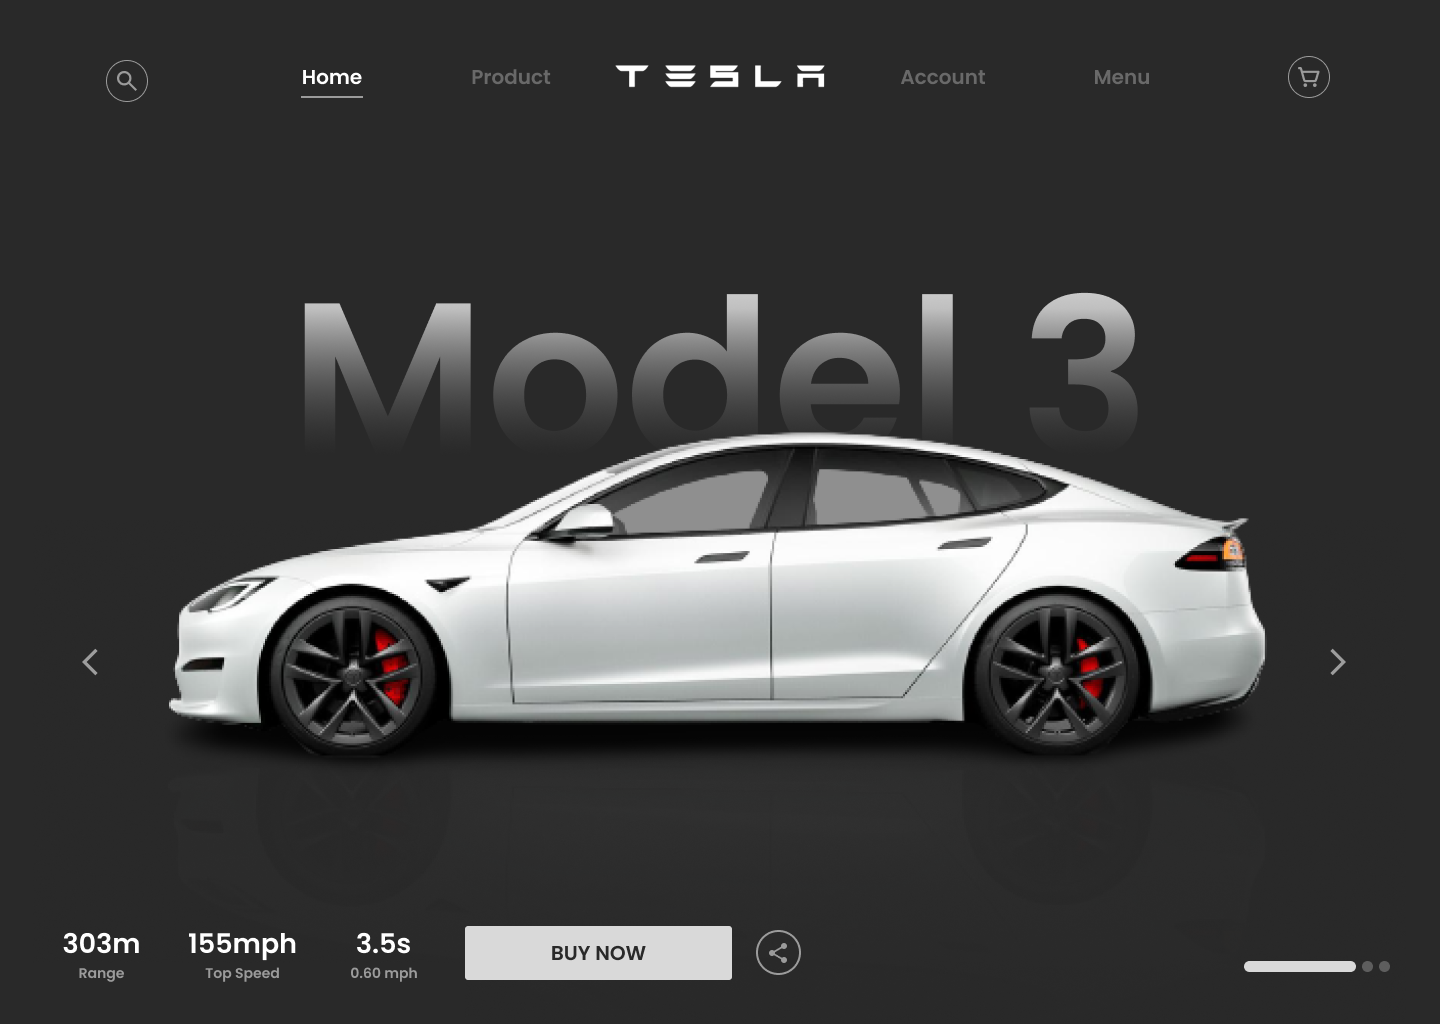 Home Product TESLA Account Menu
Model 3
303m 155mph 3.5s
Range Top Speed 0.60 mph
BUY NOW